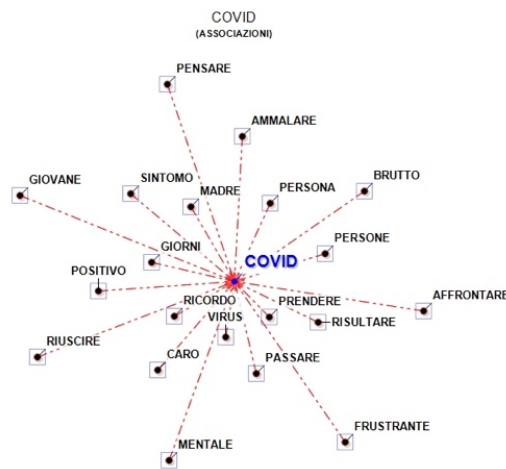 COVID
(ASSOCIAZIONI)
PENSARE
AMMALARE
GIOVANE
SINTOMO
MADRE
PERSONA
BRUTTO
PERSONE
GIORNI
COVID
POSITIVO
RICORDO
PRENDERE
AFFRONTARE
VIRUS
RISULTARE
RIUSCIRE
CARO
PASSARE
FRUSTRANTE
MENTALE